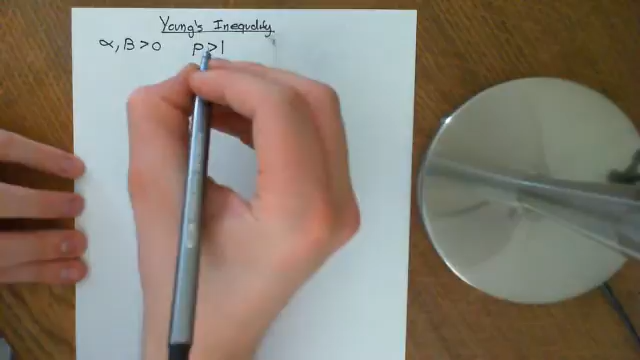 Young's Inequality
α, β > 0 p > 1